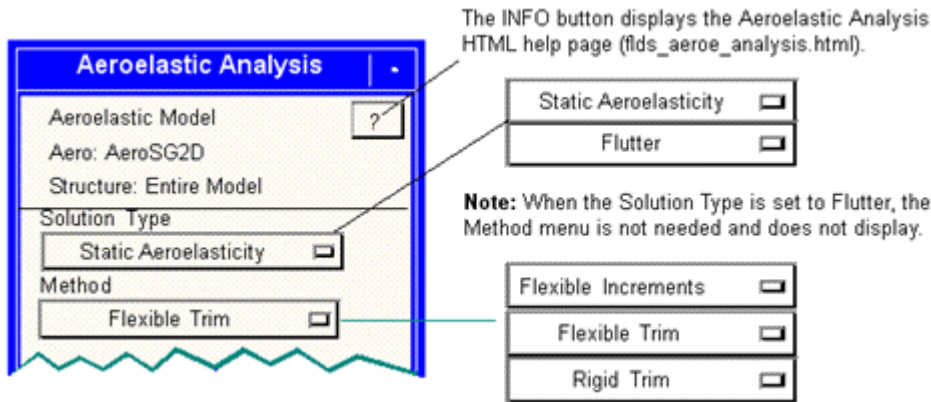 The INFO button displays the Aeroelastic Analysis
HTML help page (flds_aeroe_analysis.html).
Aeroelastic Analysis
Aeroelastic Model
?
Aero: AeroSG2D
Structure: Entire Model
Solution Type
Static Aeroelasticity
Method
Flexible Trim
Static Aeroelasticity
Flutter
Note: When the Solution Type is set to Flutter, the
Method menu is not needed and does not display.
Flexible Increments
Flexible Trim
Rigid Trim